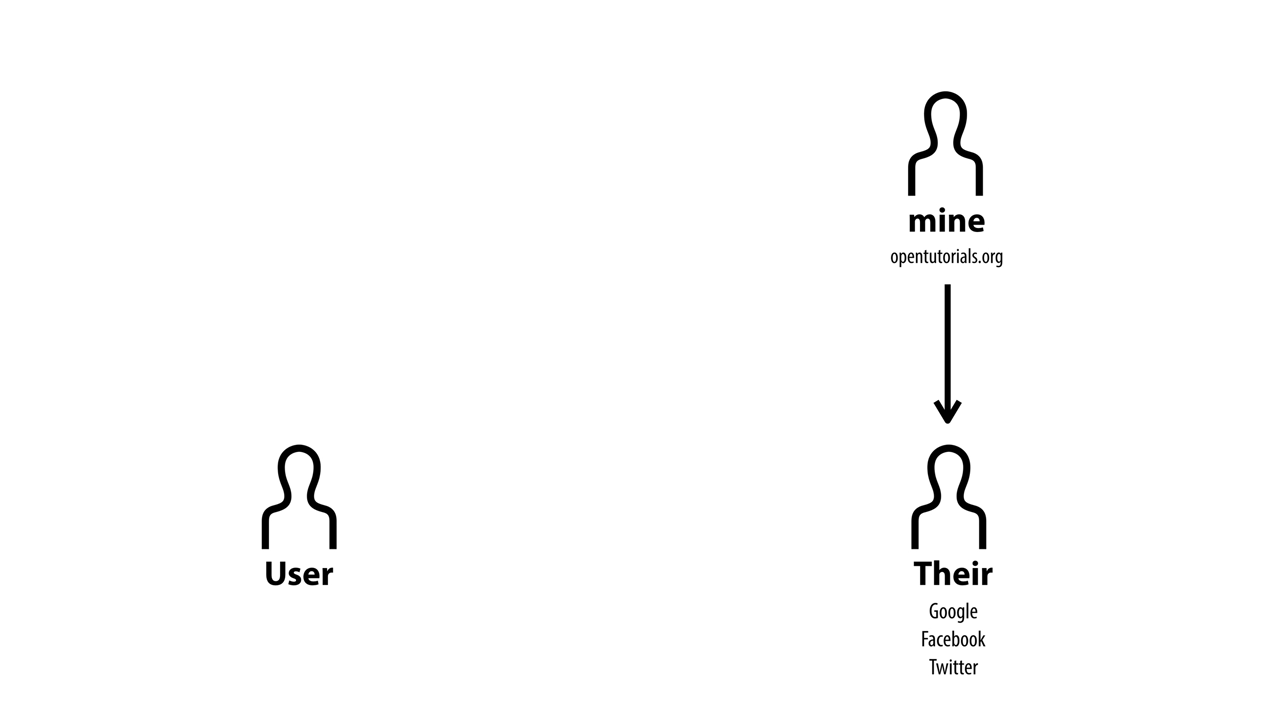 mine
opentutorials.org
User
Their
Google
Facebook
Twitter